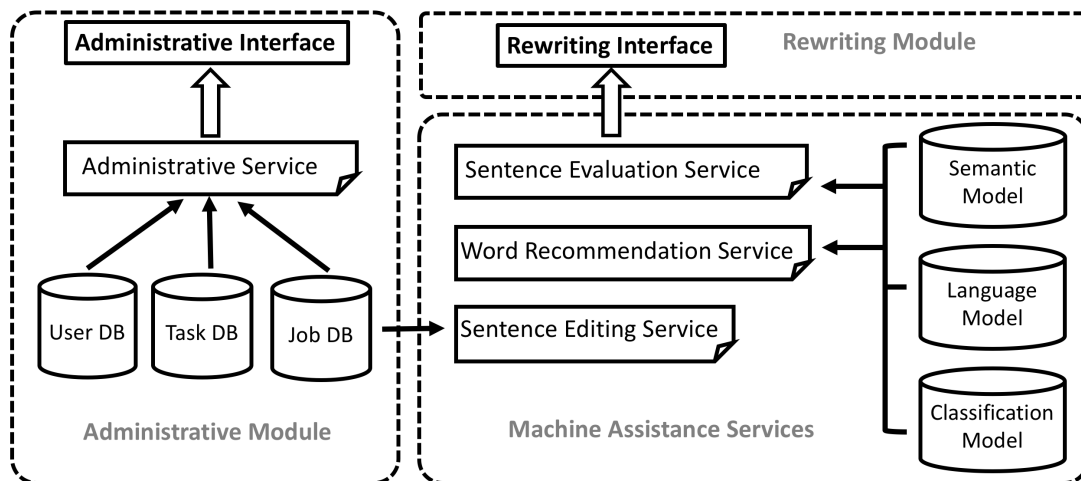 Administrative Interface
Administrative Service
User DB
Task DB
Job DB
Administrative Module
Rewriting Interface
Rewriting Module
Sentence Evaluation Service
Word Recommendation Service
Sentence Editing Service
Machine Assistance Services
Semantic
Model
Language
Model
Classification
Model